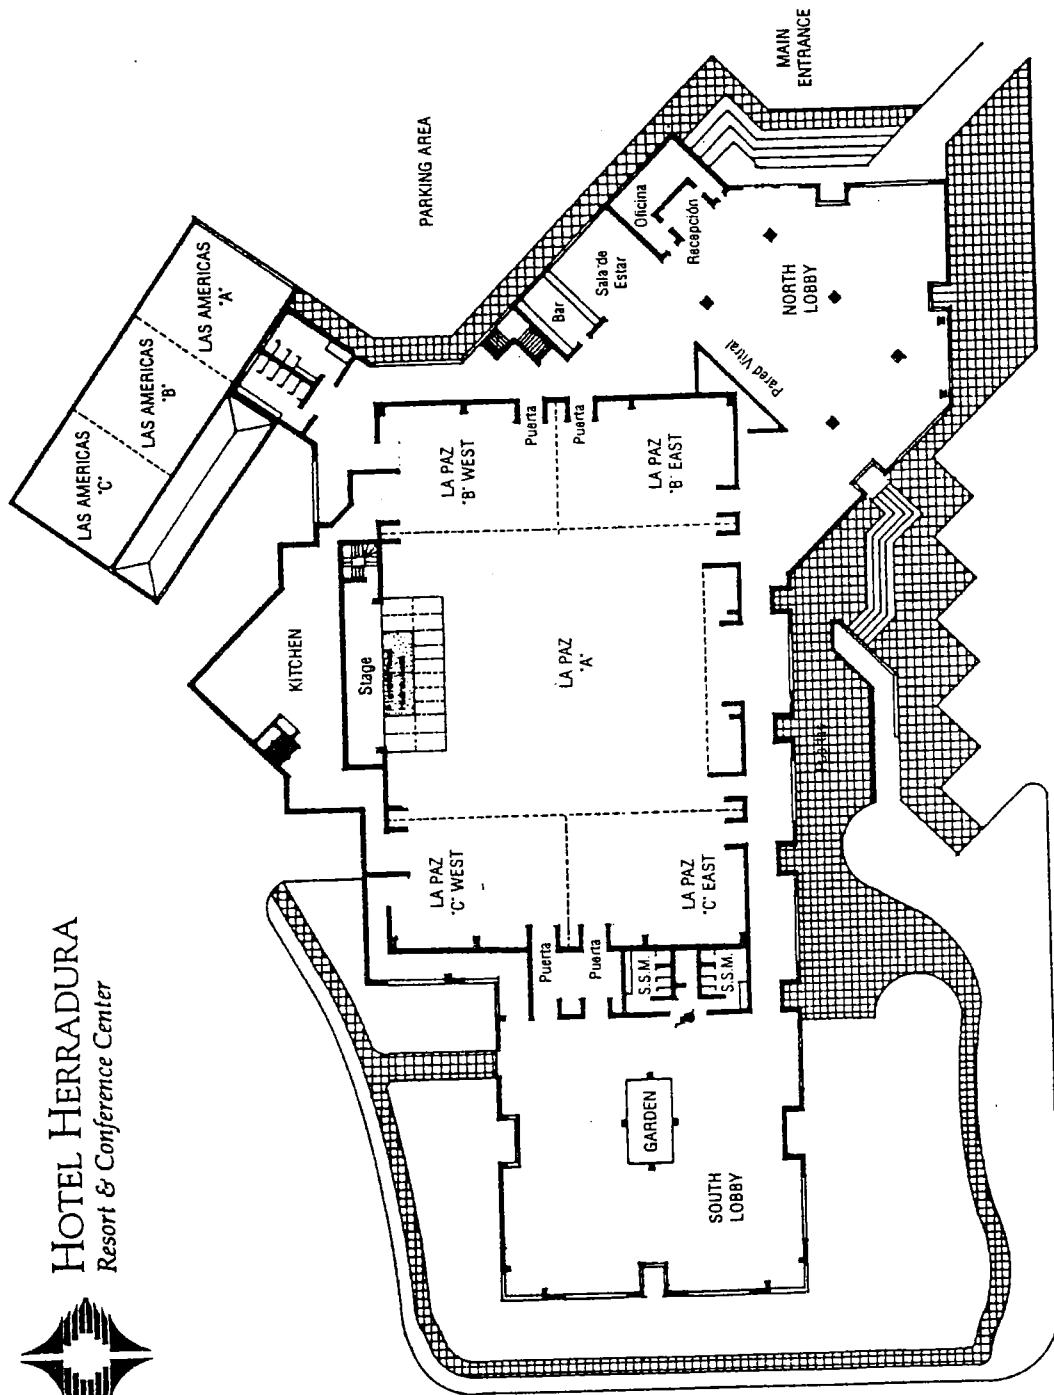 HOTEL HERRADURA
Resort & Conference Center
PARKING AREA
MAIN
ENTRANCE
LAS AMERICAS
"A"
LAS AMERICAS
"B"
LAS AMERICAS
"C"
Oficina
Recepción
Sala de
Estar
Bar
NORTH
LOBBY
Pared Vitral
Puerta
Puerta
LA PAZ
"B" WEST
LA PAZ
"B" EAST
KITCHEN
Stage
LA PAZ
"A"
LA PAZ
"C" WEST
LA PAZ
"C" EAST
Puerta
Puerta
S.S.M.
S.S.M.
GARDEN
SOUTH
LOBBY